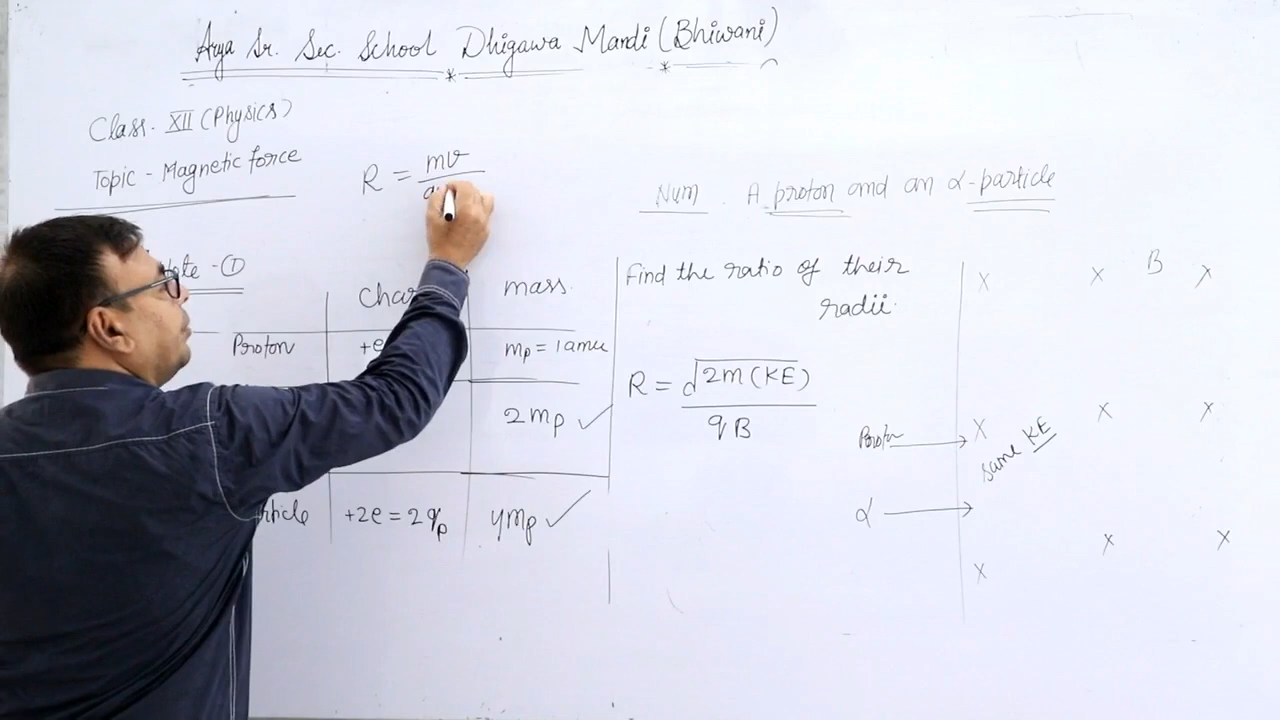 Arya Sr. Sec. School Dhigawa Mandi (Bhiwani)
Class - XII (Physics)
Topic - Magnetic force
R = mv
Num. A proton and an α-particle
Note - ①
mass
Find the ratio of their
radii.
B
Proton +e mp = 1amu
R = √2m(KE)
qB
2mp ✓
Proton
same KE
α
+2e = 2qp 4mp ✓
x x x
x x x
x x x